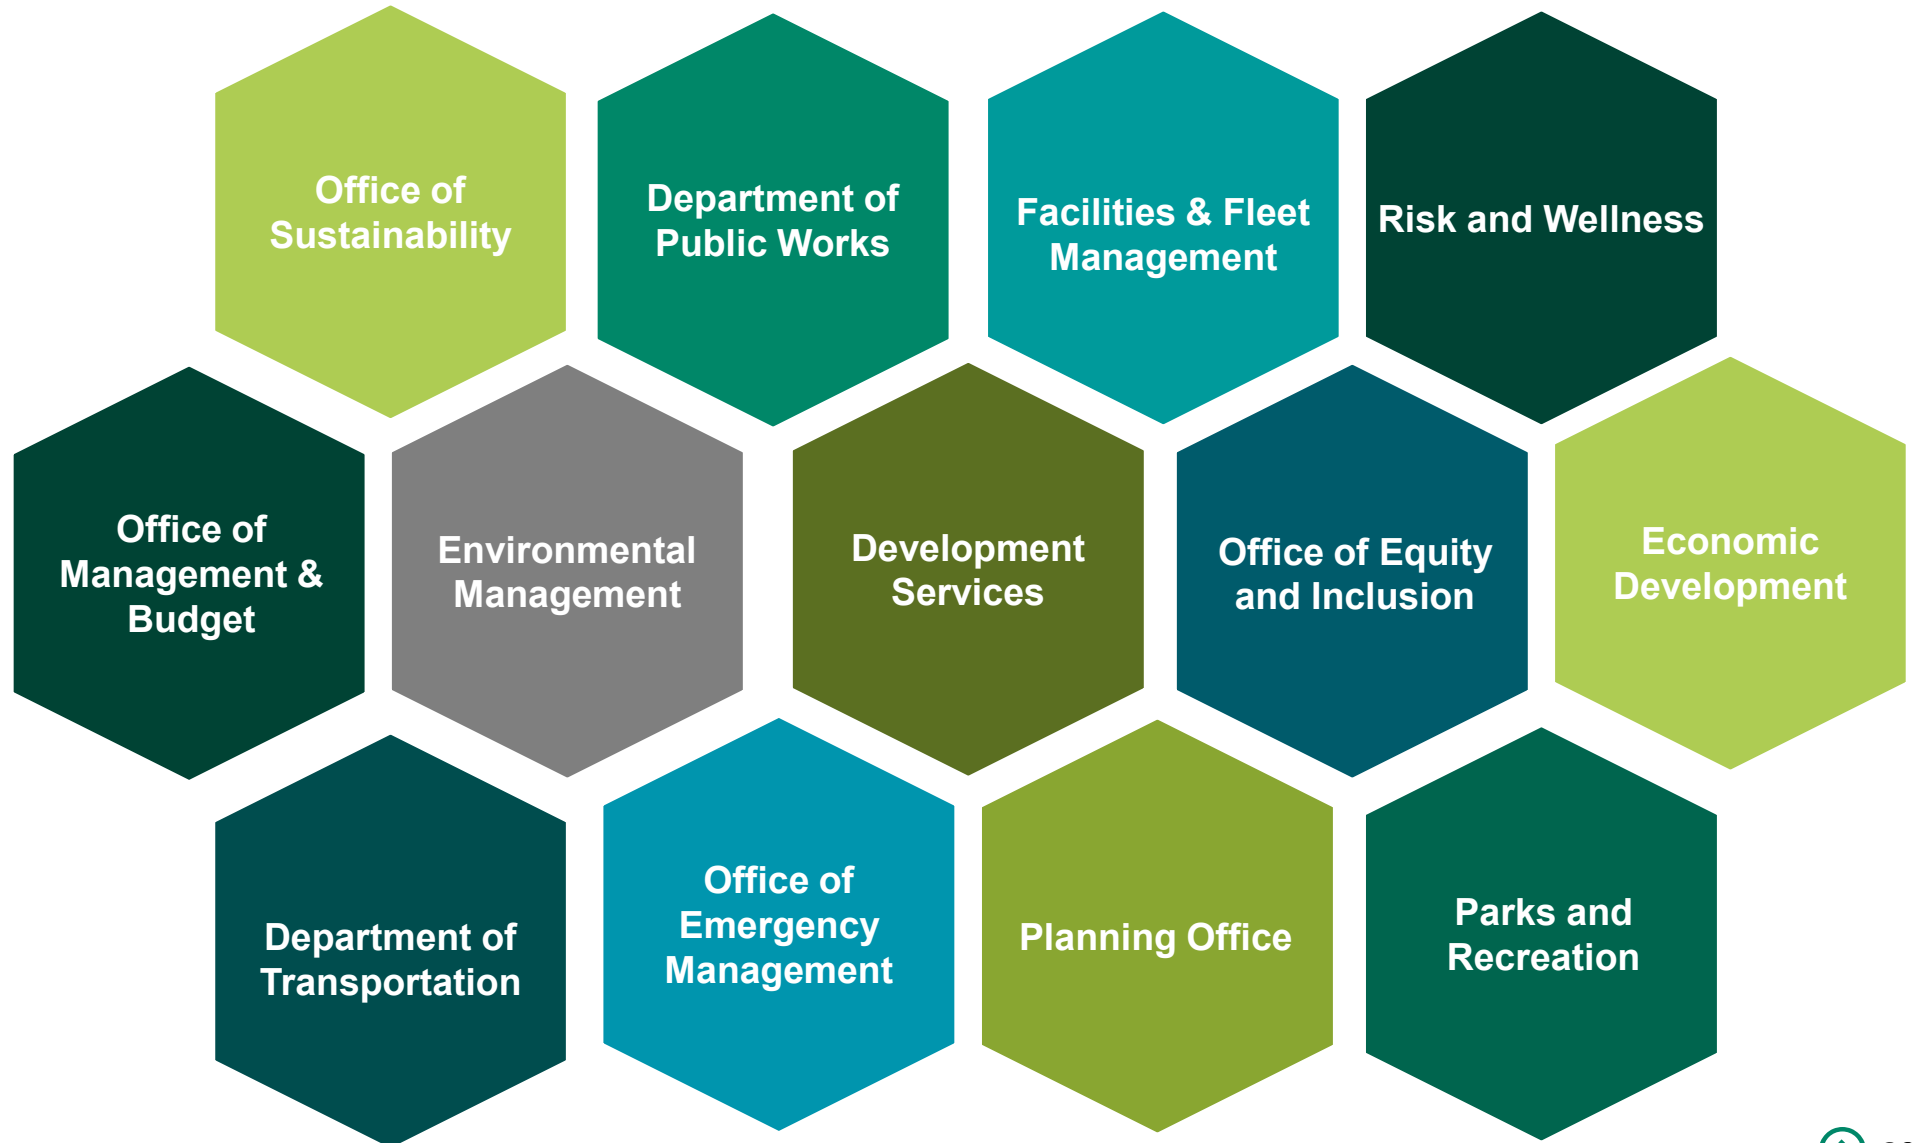 Office of
Sustainability
Department of
Public Works
Facilities & Fleet
Management
Risk and Wellness
Office of
Management &
Budget
Environmental
Management
Development
Services
Office of Equity
and Inclusion
Economic
Development
Department of
Transportation
Office of
Emergency
Management
Planning Office
Parks and
Recreation